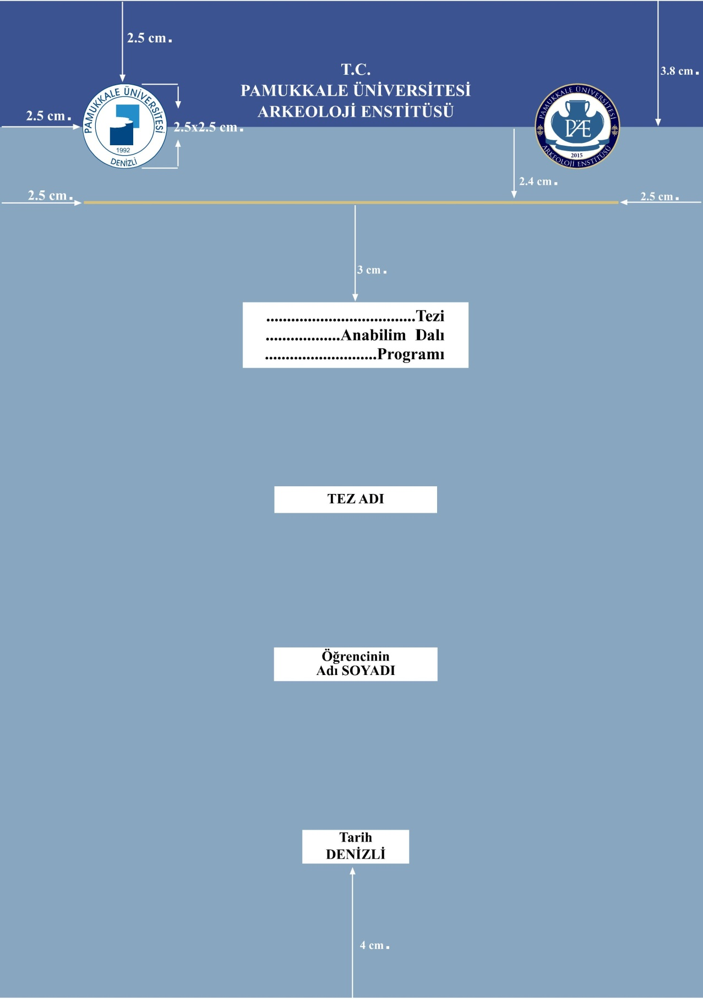 2.5 cm.
3.8 cm.
T.C.
PAMUKKALE ÜNİVERSİTESİ
ARKEOLOJİ ENSTİTÜSÜ
PAMUKKALE ÜNİVERSİTESİ
1992
DENİZLİ
2.5 cm.
2.5x2.5 cm.
PAMUKKALE ÜNİVERSİTESİ
PAE
2015
ARKEOLOJİ ENSTİTÜSÜ
2.4 cm.
2.5 cm.
2.5 cm.
3 cm.
....................................Tezi
..................Anabilim Dalı
...........................Programı
TEZ ADI
Öğrencinin
Adı SOYADI
Tarih
DENİZLİ
4 cm.